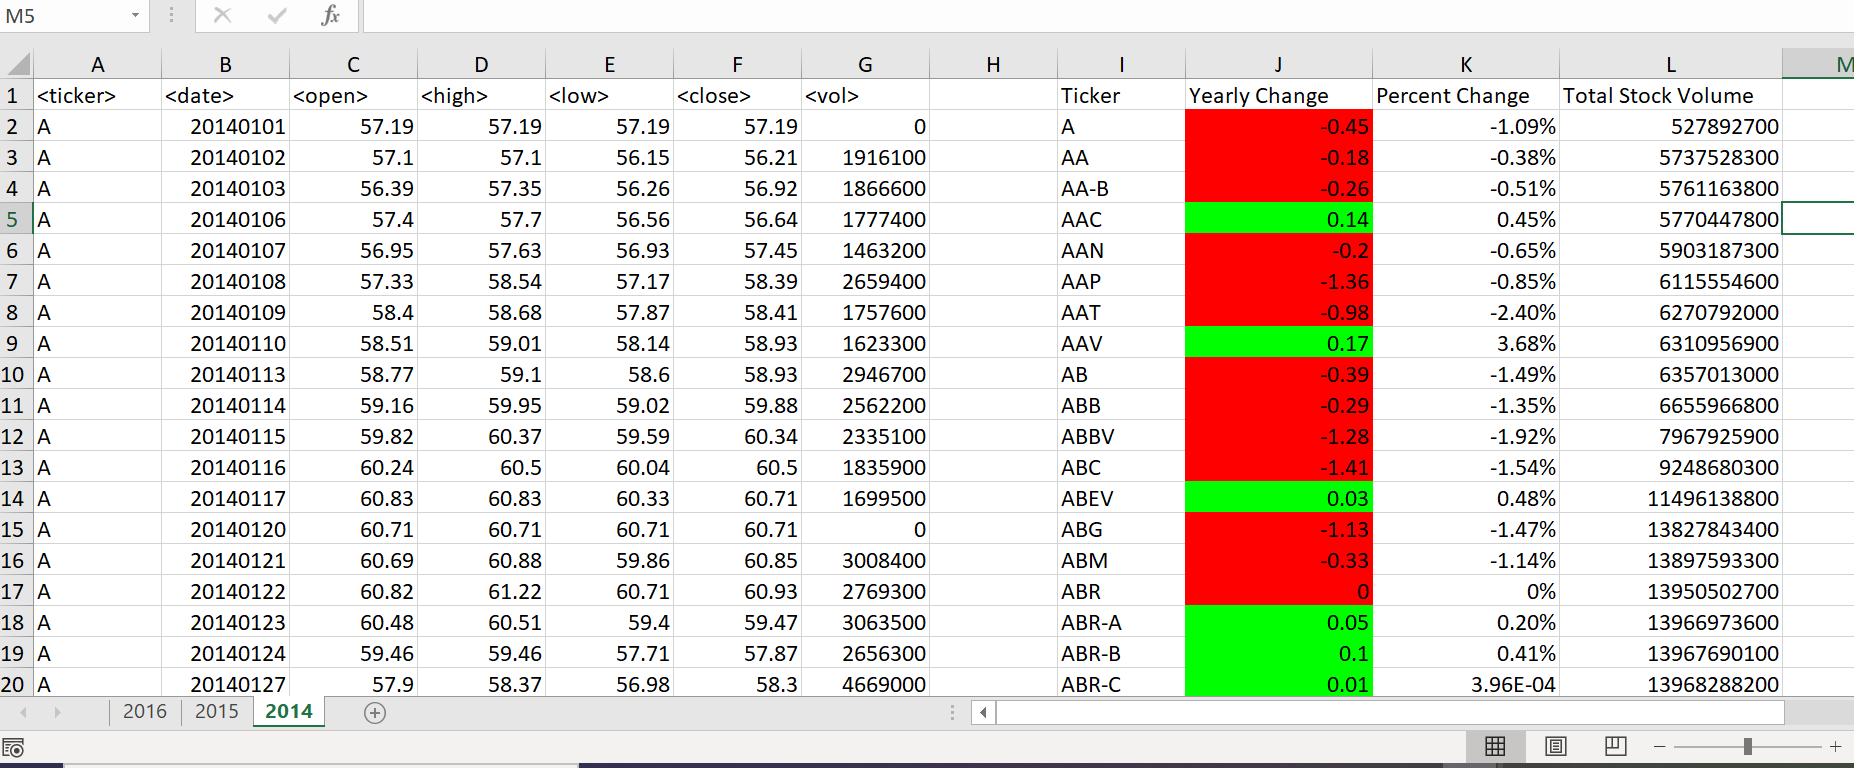 M5 fx
A B C D E F G H I J K L M
1 <ticker> <date> <open> <high> <low> <close> <vol> Ticker Yearly Change Percent Change Total Stock Volume
2 A 20140101 57.19 57.19 57.19 57.19 0 A -0.45 -1.09% 527892700
3 A 20140102 57.1 57.1 56.15 56.21 1916100 AA -0.18 -0.38% 5737528300
4 A 20140103 56.39 57.35 56.26 56.92 1866600 AA-B -0.26 -0.51% 5761163800
5 A 20140106 57.4 57.7 56.56 56.64 1777400 AAC 0.14 0.45% 5770447800
6 A 20140107 56.95 57.63 56.93 57.45 1463200 AAN -0.2 -0.65% 5903187300
7 A 20140108 57.33 58.54 57.17 58.39 2659400 AAP -1.36 -0.85% 6115554600
8 A 20140109 58.4 58.68 57.87 58.41 1757600 AAT -0.98 -2.40% 6270792000
9 A 20140110 58.51 59.01 58.14 58.93 1623300 AAV 0.17 3.68% 6310956900
10 A 20140113 58.77 59.1 58.6 58.93 2946700 AB -0.39 -1.49% 6357013000
11 A 20140114 59.16 59.95 59.02 59.88 2562200 ABB -0.29 -1.35% 6655966800
12 A 20140115 59.82 60.37 59.59 60.34 2335100 ABBV -1.28 -1.92% 7967925900
13 A 20140116 60.24 60.5 60.04 60.5 1835900 ABC -1.41 -1.54% 9248680300
14 A 20140117 60.83 60.83 60.33 60.71 1699500 ABEV 0.03 0.48% 11496138800
15 A 20140120 60.71 60.71 60.71 60.71 0 ABG -1.13 -1.47% 13827843400
16 A 20140121 60.69 60.88 59.86 60.85 3008400 ABM -0.33 -1.14% 13897593300
17 A 20140122 60.82 61.22 60.71 60.93 2769300 ABR 0 0% 13950502700
18 A 20140123 60.48 60.51 59.4 59.47 3063500 ABR-A 0.05 0.20% 13966973600
19 A 20140124 59.46 59.46 57.71 57.87 2656300 ABR-B 0.1 0.41% 13967690100
20 A 20140127 57.9 58.37 56.98 58.3 4669000 ABR-C 0.01 3.96E-04 13968288200
2016 2015 2014